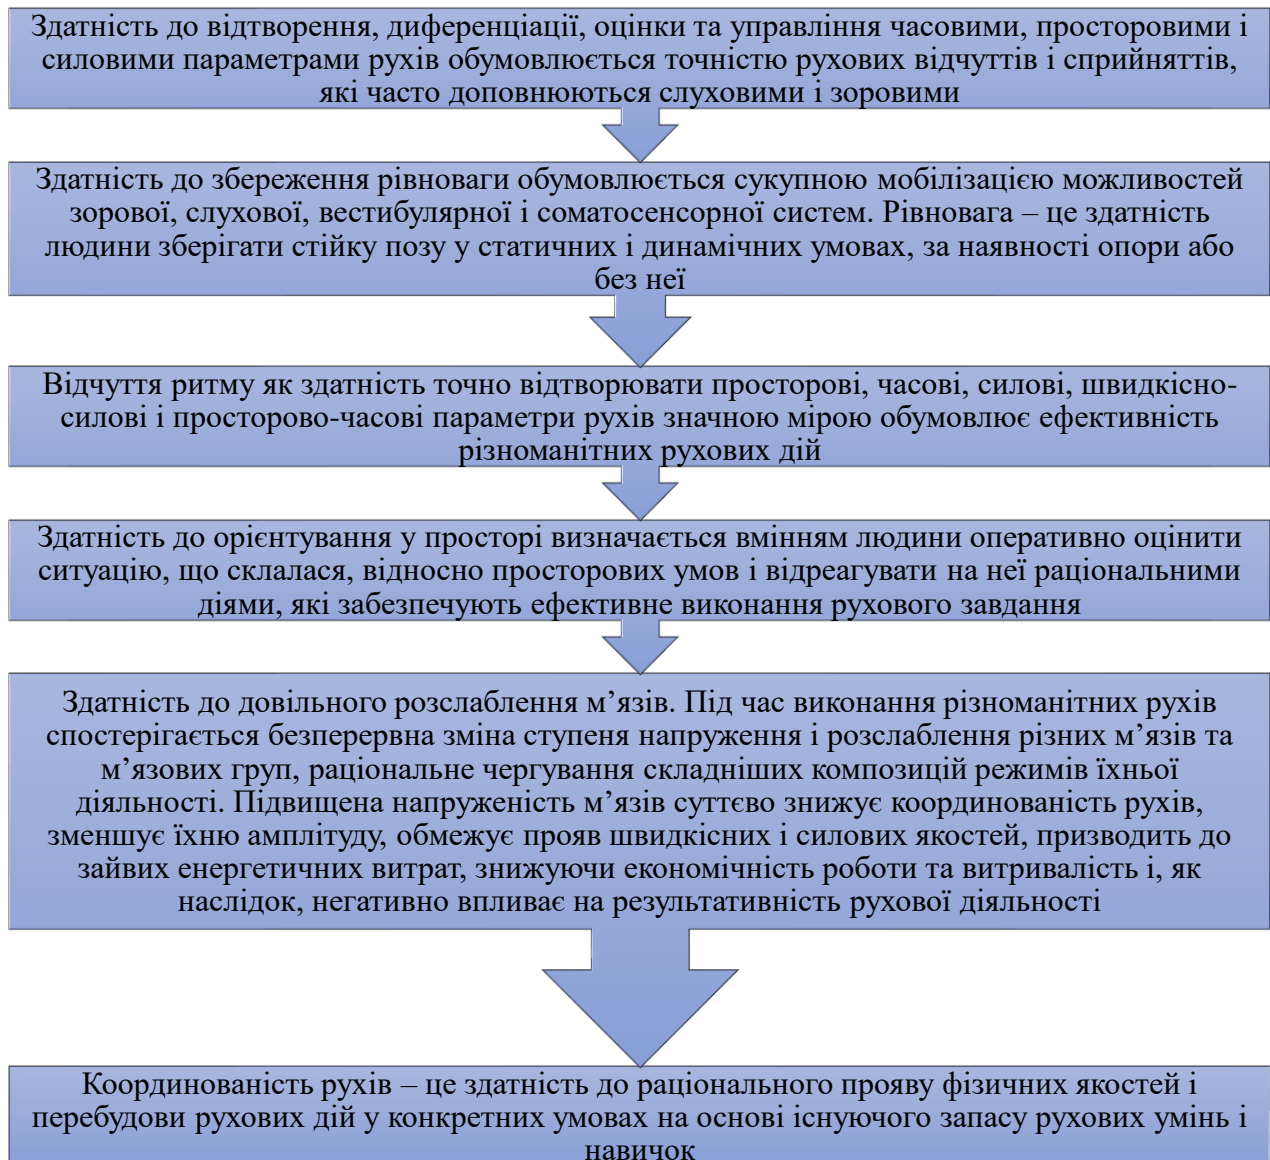 Здатність до відтворення, диференціації, оцінки та управління часовими, просторовими і
силовими параметрами рухів обумовлюється точністю рухових відчуттів і сприйняттів,
які часто доповнюються слуховими і зоровими
Здатність до збереження рівноваги обумовлюється сукупною мобілізацією можливостей
зорової, слухової, вестибулярної і соматосенсорної систем. Рівновага – це здатність
людини зберігати стійку позу у статичних і динамічних умовах, за наявності опори або
без неї
Відчуття ритму як здатність точно відтворювати просторові, часові, силові, швидкісно-
силові і просторово-часові параметри рухів значною мірою обумовлює ефективність
різноманітних рухових дій
Здатність до орієнтування у просторі визначається вмінням людини оперативно оцінити
ситуацію, що склалася, відносно просторових умов і відреагувати на неї раціональними
діями, які забезпечують ефективне виконання рухового завдання
Здатність до довільного розслаблення м’язів. Під час виконання різноманітних рухів
спостерігається безперервна зміна ступеня напруження і розслаблення різних м’язів та
м’язових груп, раціональне чергування складніших композицій режимів їхньої
діяльності. Підвищена напруженість м’язів суттєво знижує координованість рухів,
зменшує їхню амплітуду, обмежує прояв швидкісних і силових якостей, призводить до
зайвих енергетичних витрат, знижуючи економічність роботи та витривалість і, як
наслідок, негативно впливає на результативність рухової діяльності
Координованість рухів – це здатність до раціонального прояву фізичних якостей і
перебудови рухових дій у конкретних умовах на основі існуючого запасу рухових умінь і
навичок